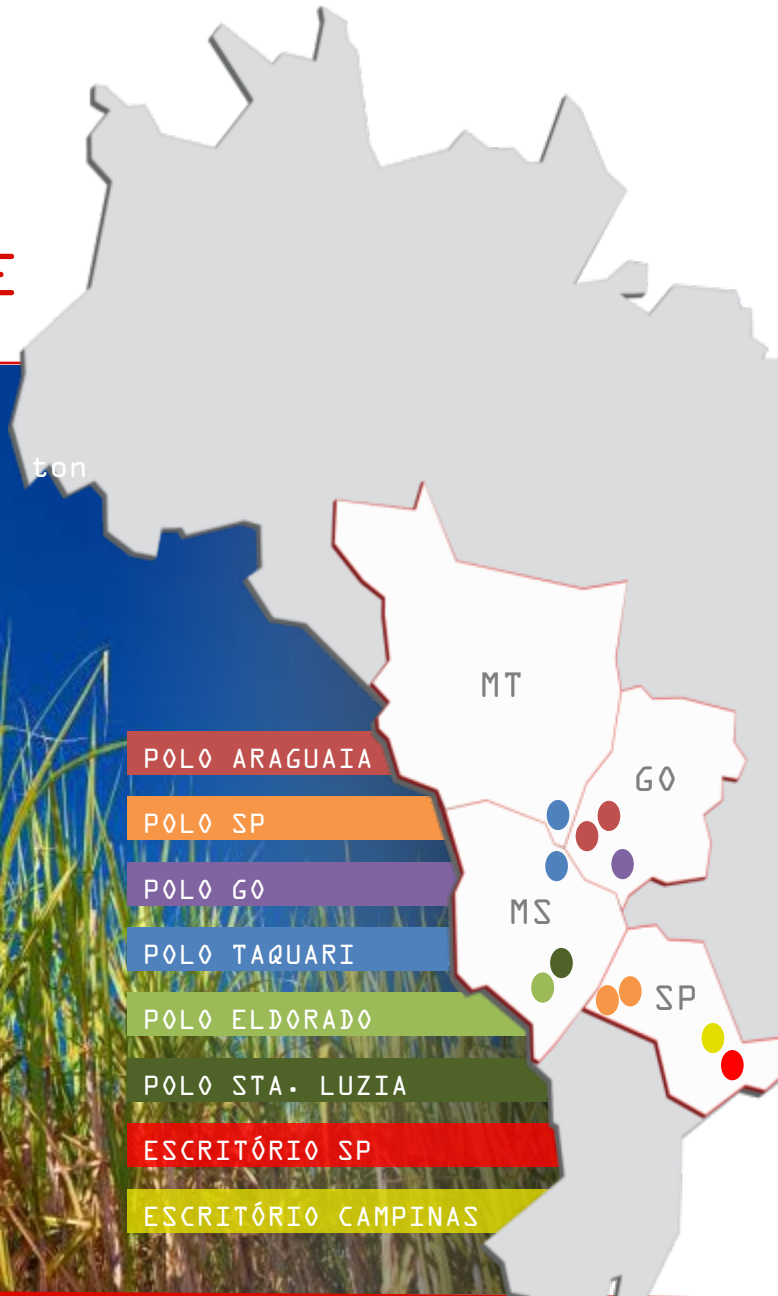 E
ton
MT
POLO ARAGUAIA
GO
POLO SP
POLO GO
MS
POLO TAQUARI
SP
POLO ELDORADO
POLO STA. LUZIA
ESCRITÓRIO SP
ESCRITÓRIO CAMPINAS